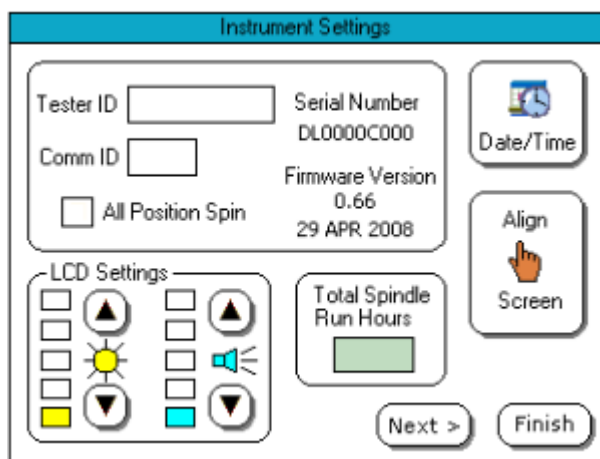 Instrument Settings
Tester ID
Serial Number
DL0000C000
Comm ID
Firmware Version
0.66
All Position Spin
29 APR 2008
Date/Time
Align
Screen
LCD Settings
Total Spindle
Run Hours
Next >
Finish